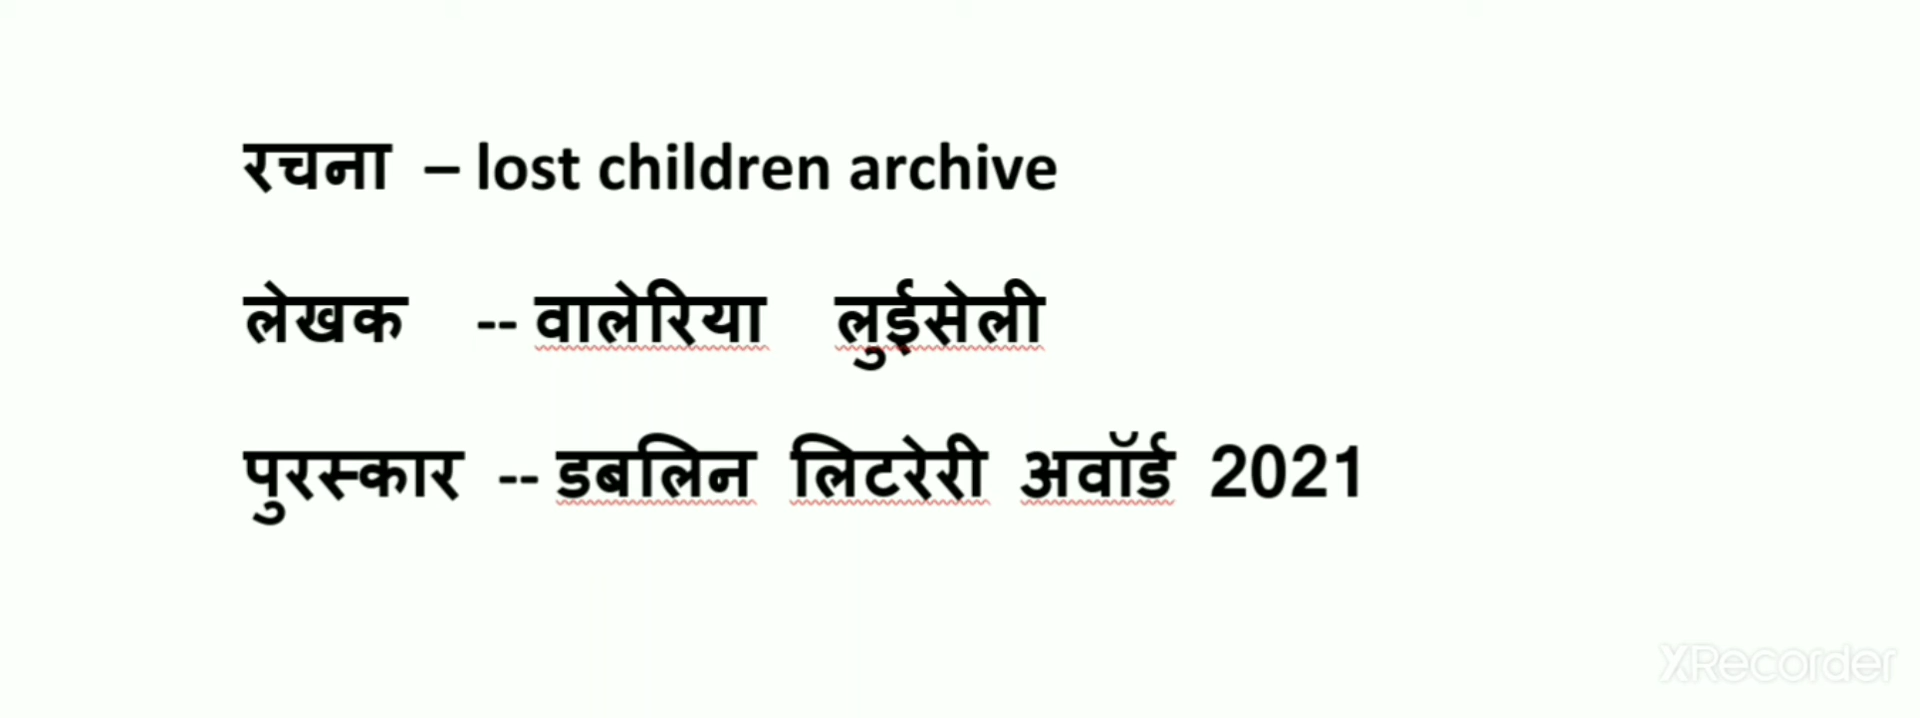 रचना – lost children archive
लेखक -- वालेरिया लुईसेली
पुरस्कार -- डबलिन लिटरेरी अवॉर्ड 2021
XRecorder